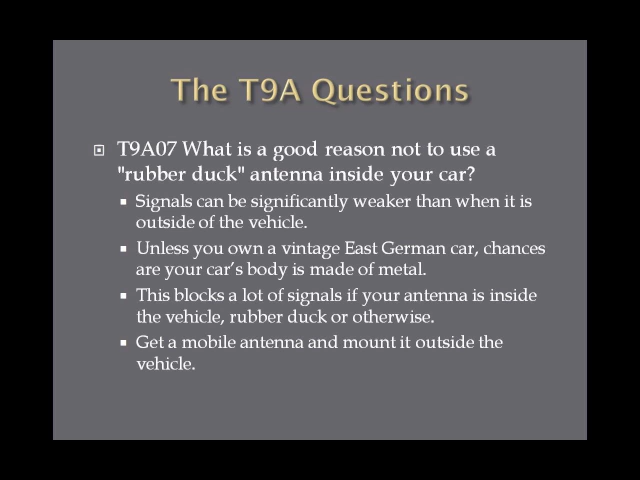 The T9A Questions
T9A07 What is a good reason not to use a
"rubber duck" antenna inside your car?
Signals can be significantly weaker than when it is
outside of the vehicle.
Unless you own a vintage East German car, chances
are your car’s body is made of metal.
This blocks a lot of signals if your antenna is inside
the vehicle, rubber duck or otherwise.
Get a mobile antenna and mount it outside the
vehicle.